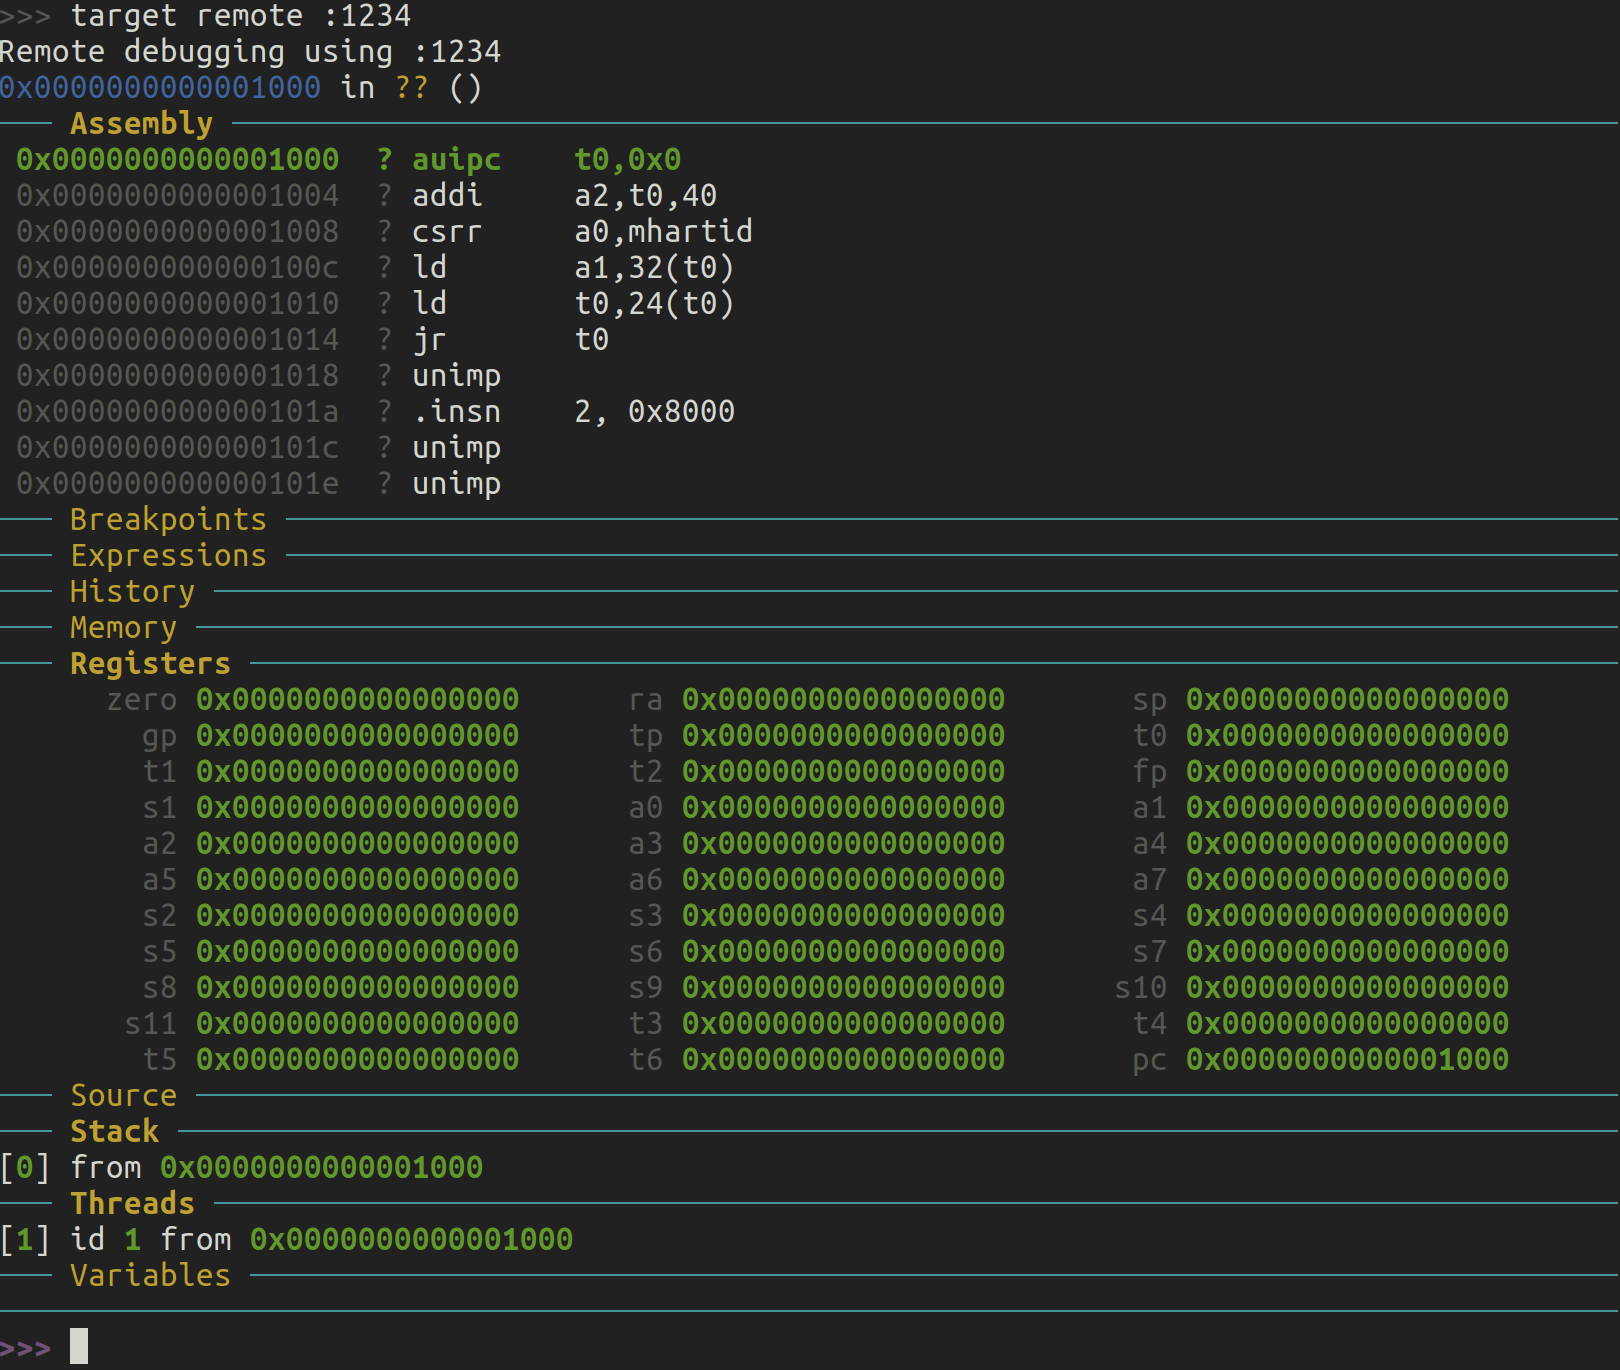 >>> target remote :1234
Remote debugging using :1234
0x0000000000001000 in ?? ()
Assembly
0x0000000000001000 ? auipc t0,0x0
0x0000000000001004 ? addi a2,t0,40
0x0000000000001008 ? csrr a0,mhartid
0x000000000000100c ? ld a1,32(t0)
0x0000000000001010 ? ld t0,24(t0)
0x0000000000001014 ? jr t0
0x0000000000001018 ? unimp
0x000000000000101a ? .insn 2, 0x8000
0x000000000000101c ? unimp
0x000000000000101e ? unimp
Breakpoints
Expressions
History
Memory
Registers
zero 0x0000000000000000 ra 0x0000000000000000 sp 0x0000000000000000
gp 0x0000000000000000 tp 0x0000000000000000 t0 0x0000000000000000
t1 0x0000000000000000 t2 0x0000000000000000 fp 0x0000000000000000
s1 0x0000000000000000 a0 0x0000000000000000 a1 0x0000000000000000
a2 0x0000000000000000 a3 0x0000000000000000 a4 0x0000000000000000
a5 0x0000000000000000 a6 0x0000000000000000 a7 0x0000000000000000
s2 0x0000000000000000 s3 0x0000000000000000 s4 0x0000000000000000
s5 0x0000000000000000 s6 0x0000000000000000 s7 0x0000000000000000
s8 0x0000000000000000 s9 0x0000000000000000 s10 0x0000000000000000
s11 0x0000000000000000 t3 0x0000000000000000 t4 0x0000000000000000
t5 0x0000000000000000 t6 0x0000000000000000 pc 0x0000000000001000
Source
Stack
[0] from 0x0000000000001000
Threads
[1] id 1 from 0x0000000000001000
Variables
>>>